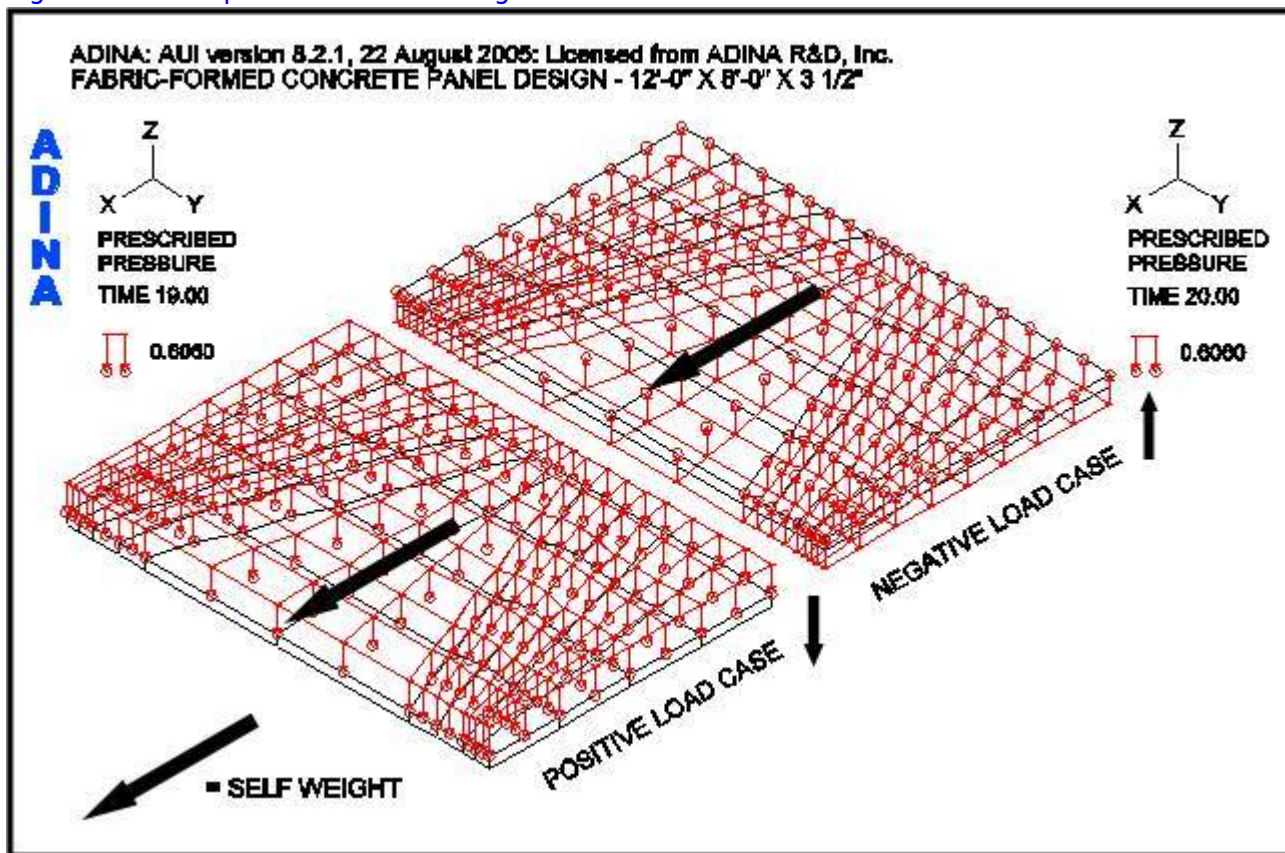 ADINA: AUI version 8.2.1, 22 August 2005: Licensed from ADINA R&D, Inc.
FABRIC-FORMED CONCRETE PANEL DESIGN - 12'-0" X 8'-0" X 3 1/2"
ADINA
Z
X Y
PRESCRIBED
PRESSURE
TIME 19.00
0.6060
Z
X Y
PRESCRIBED
PRESSURE
TIME 20.00
0.6060
NEGATIVE LOAD CASE
POSITIVE LOAD CASE
= SELF WEIGHT